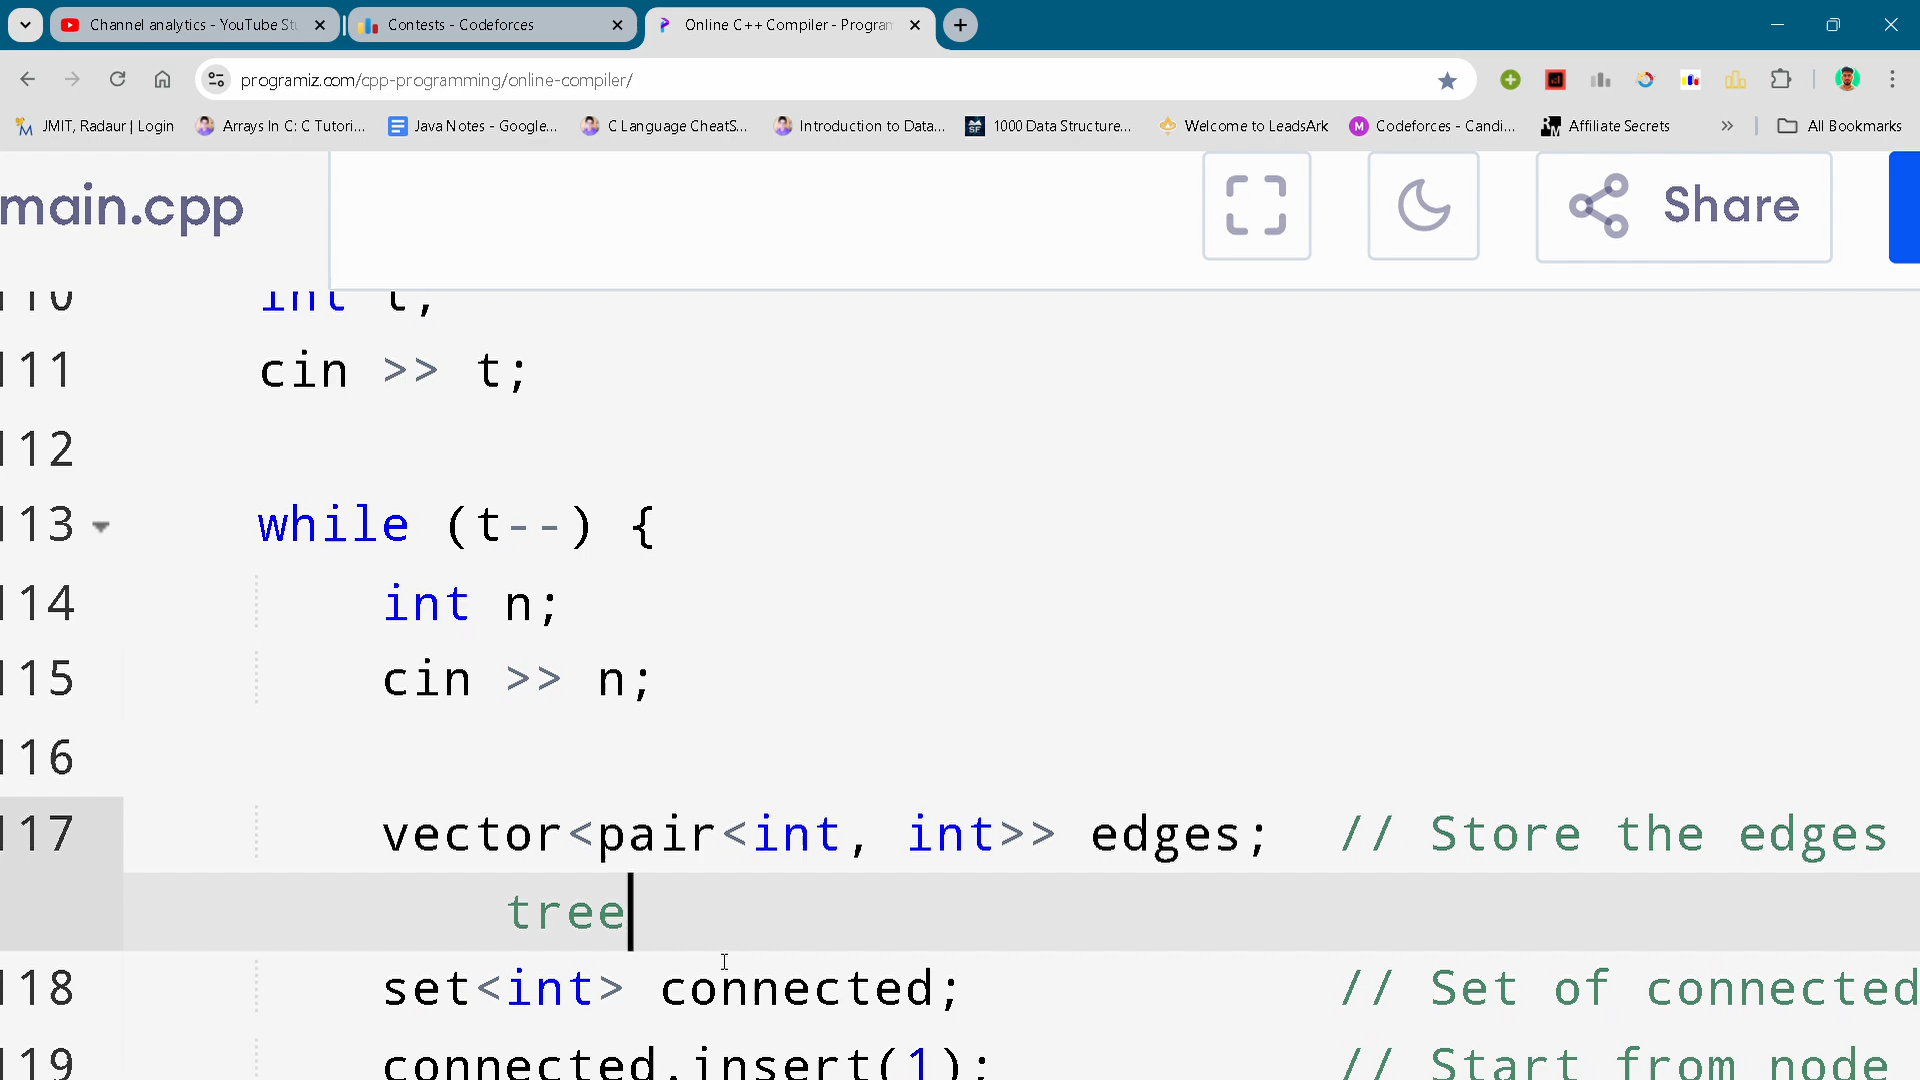 Channel analytics - YouTube St
Contests - Codeforces
Online C++ Compiler - Program
programiz.com/cpp-programming/online-compiler/
JMIT, Radaur | Login
Arrays In C: C Tutori...
Java Notes - Google...
C Language CheatS...
Introduction to Data...
1000 Data Structure...
Welcome to LeadsArk
Codeforces - Candi...
Affiliate Secrets
All Bookmarks
main.cpp
Share
110 int t;
111 cin >> t;
112
113 while (t--) {
114 int n;
115 cin >> n;
116
117 vector<pair<int, int>> edges; // Store the edges
tree
118 set<int> connected; // Set of connected
119 connected.insert(1); // Start from node